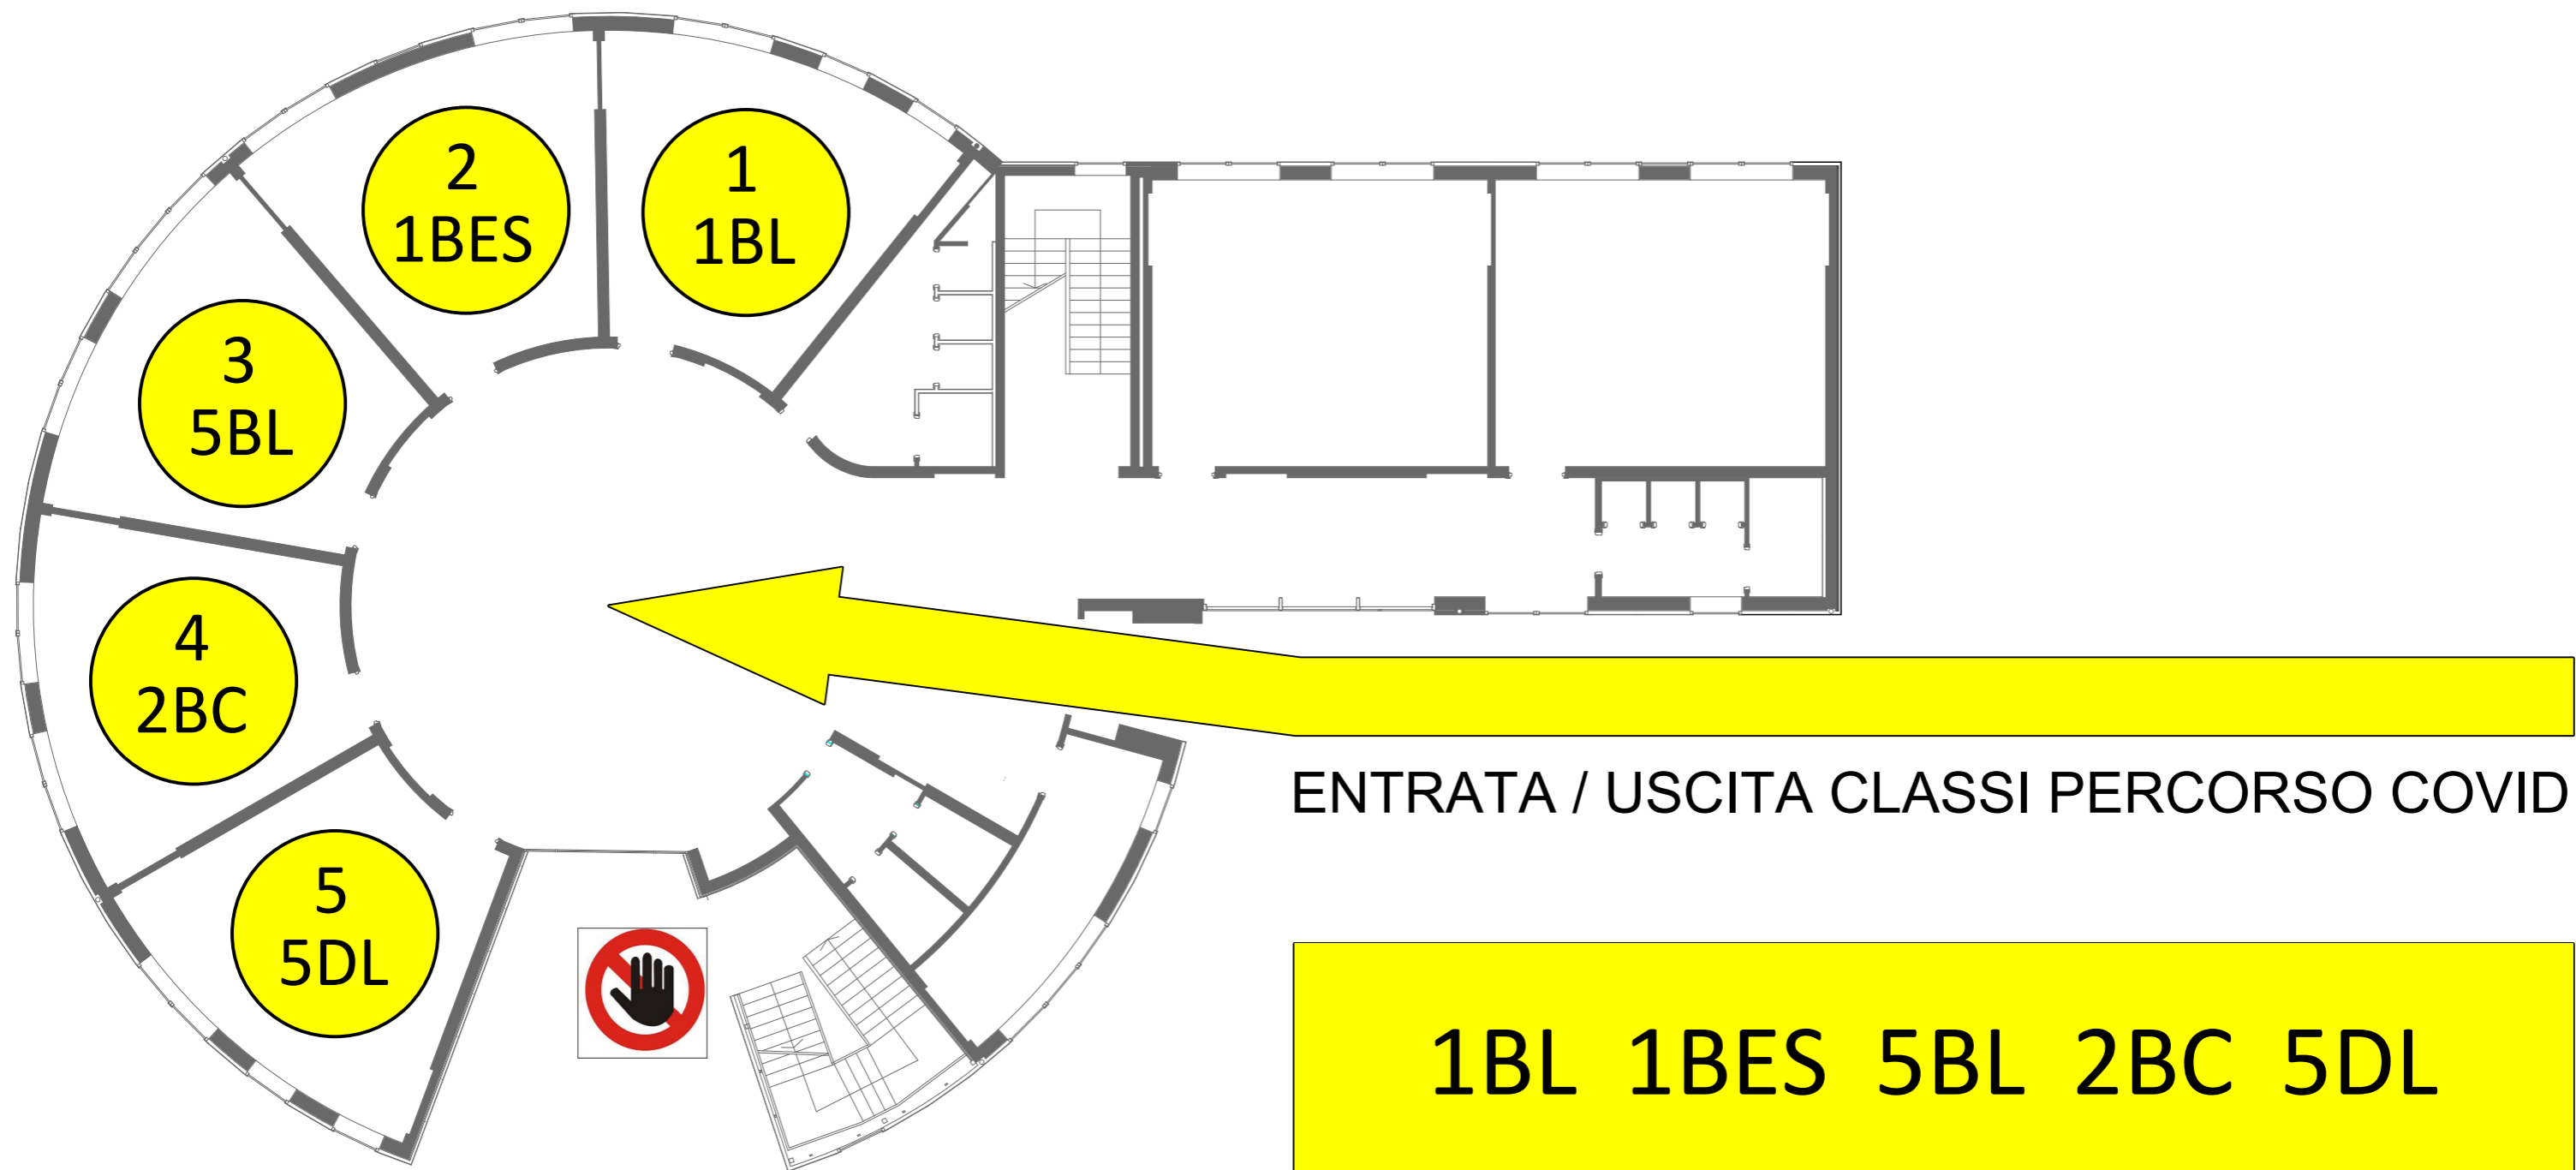 1
1BL
2
1BES
3
5BL
4
2BC
5
5DL
ENTRATA / USCITA CLASSI PERCORSO COVID
1BL 1BES 5BL 2BC 5DL